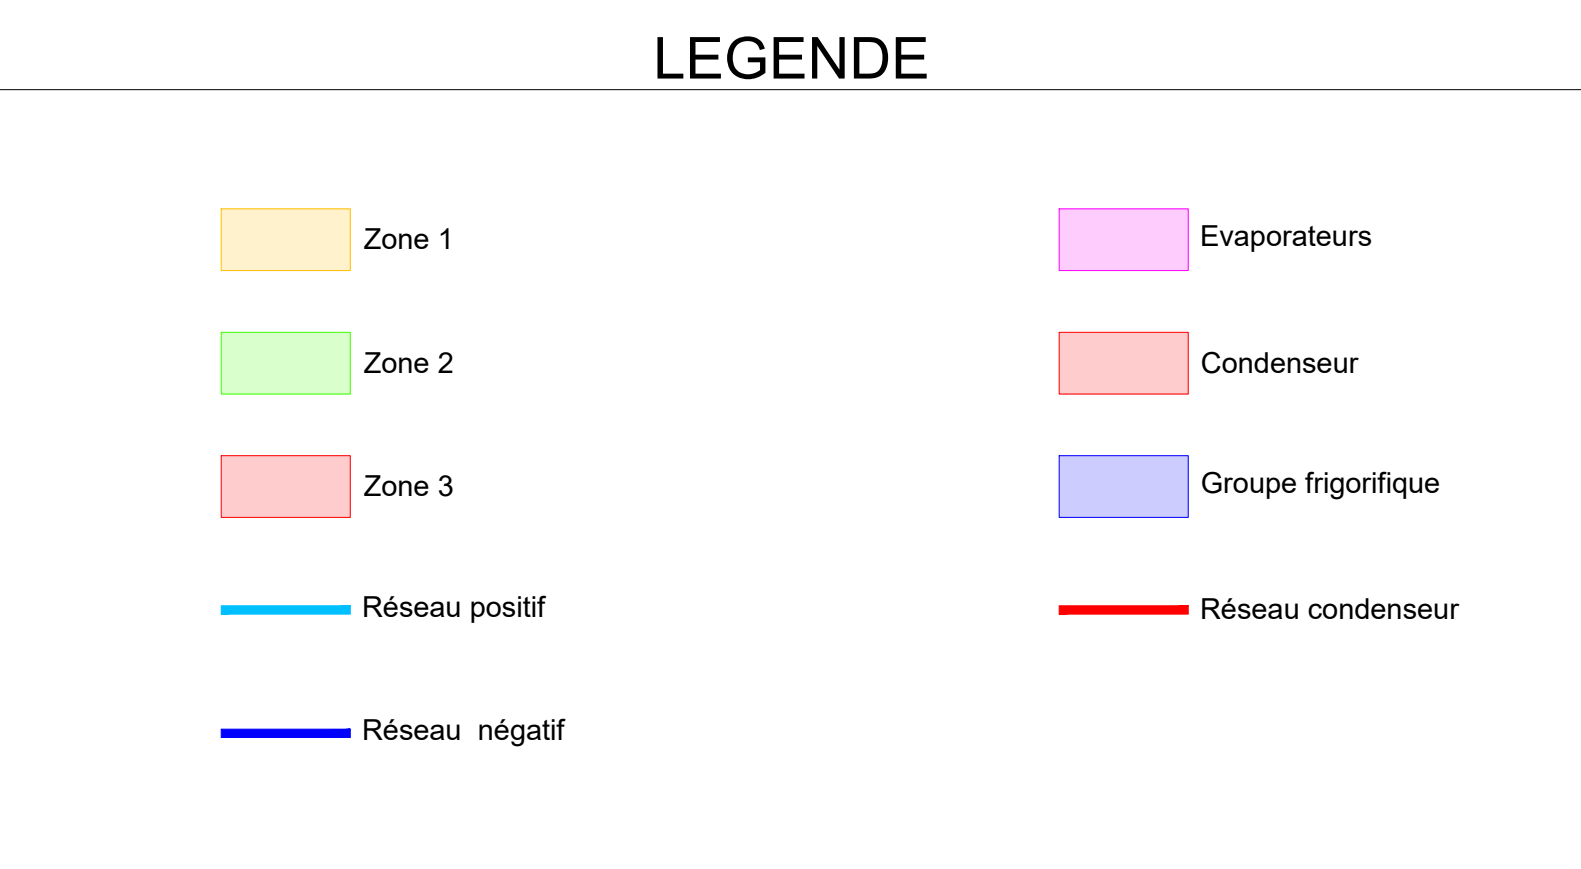 LEGENDE
Zone 1
Zone 2
Zone 3
Réseau positif
Réseau  négatif
Evaporateurs
Condenseur
Groupe frigorifique
Réseau condenseur